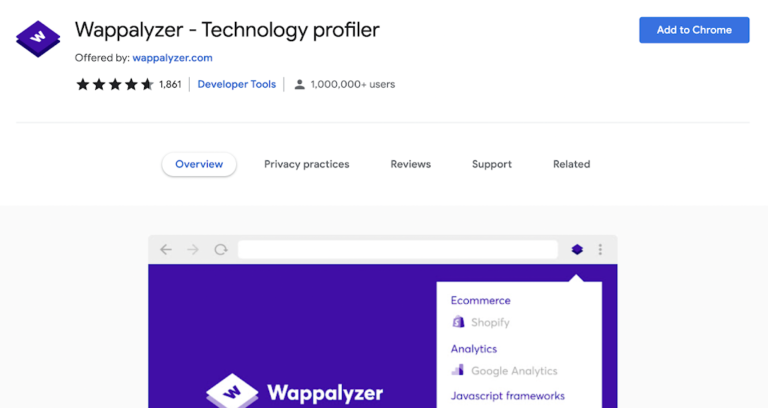 Wappalyzer - Technology profiler
Add to Chrome
Offered by: wappalyzer.com
1,861 Developer Tools 1,000,000+ users
Overview Privacy practices Reviews Support Related
Ecommerce
Shopify
Analytics
Google Analytics
W Wappalyzer
Javascript frameworks